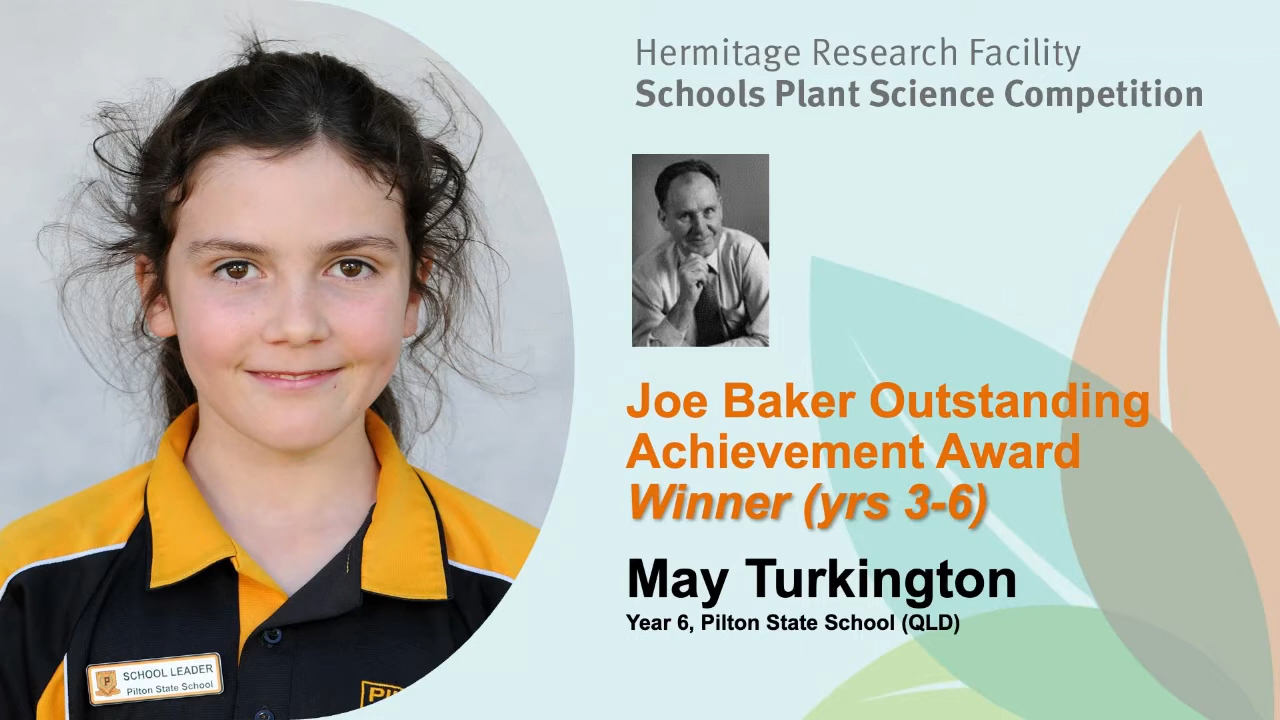 Hermitage Research Facility
Schools Plant Science Competition
Joe Baker Outstanding
Achievement Award
Winner (yrs 3-6)
May Turkington
Year 6, Pilton State School (QLD)
SCHOOL LEADER
Pilton State School
P